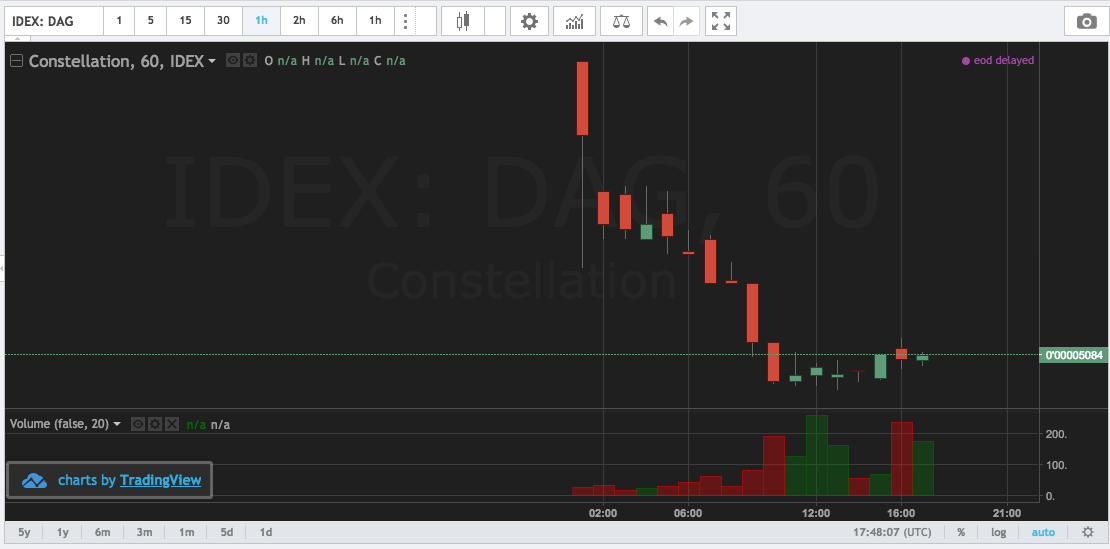 IDEX: DAG 1 5 15 30 1h 2h 6h 1h
Constellation, 60, IDEX O n/a H n/a L n/a C n/a
eod delayed
IDEX: DAG, 60
Constellation
0'00005084
Volume (false, 20) n/a n/a
200.
100.
0.
charts by TradingView
02:00 06:00 12:00 16:00 21:00
5y 1y 6m 3m 1m 5d 1d 17:48:07 (UTC) % log auto